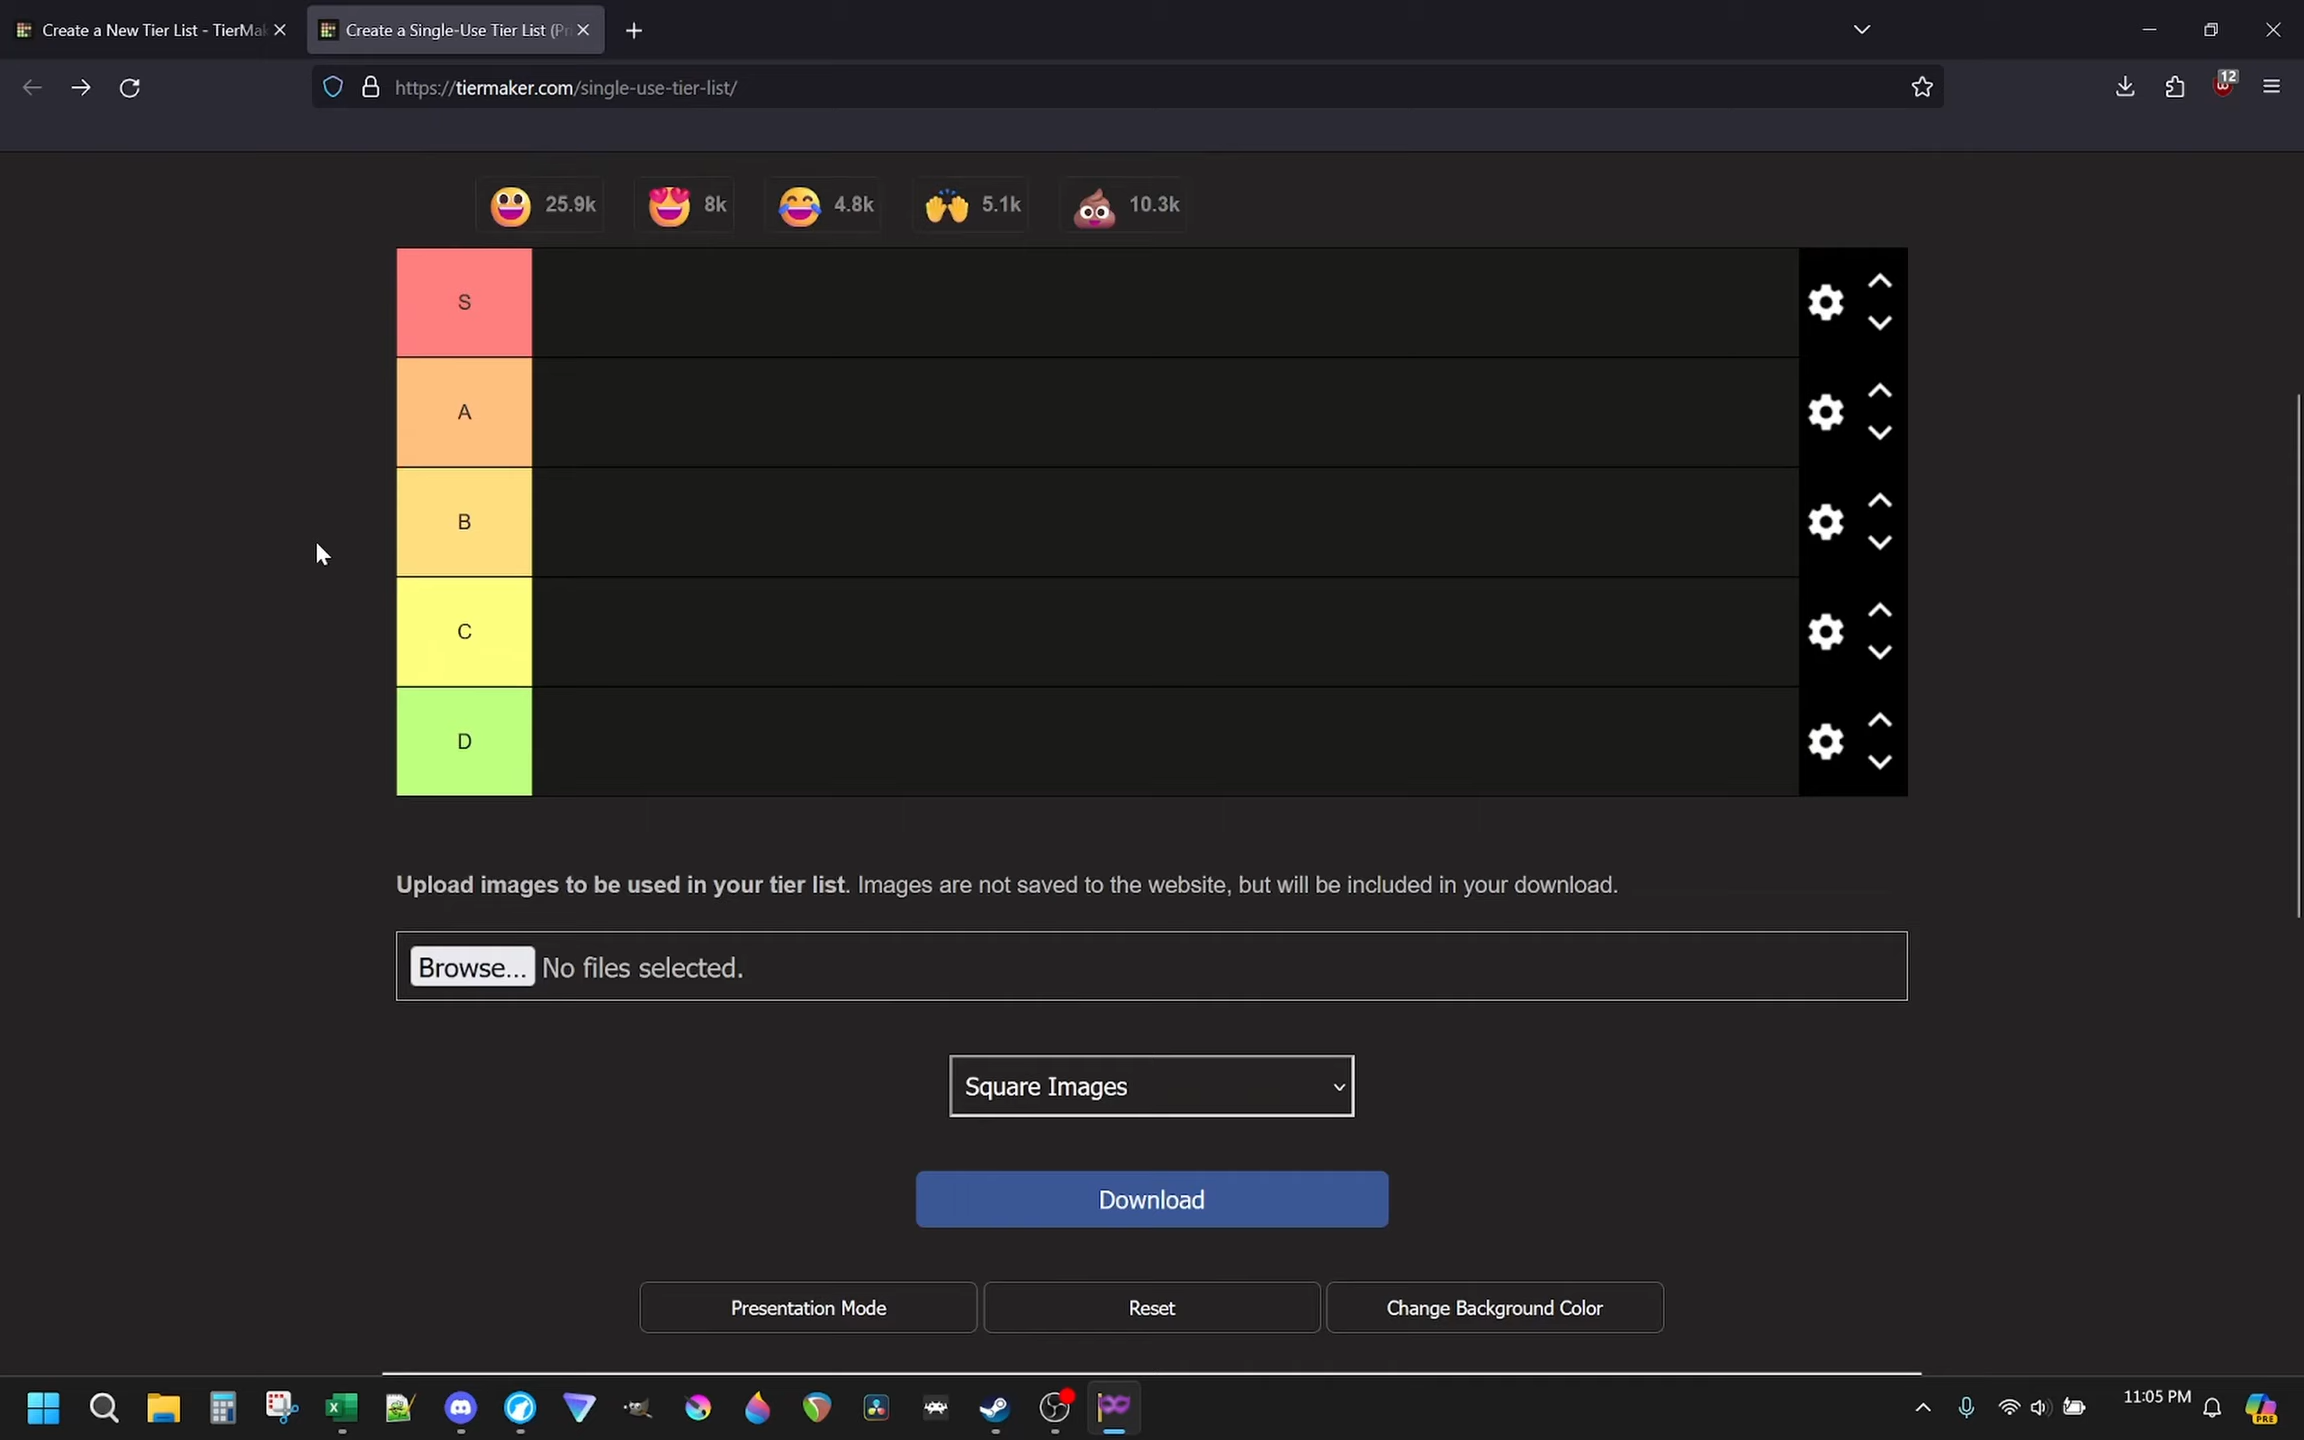 Create a New Tier List - TierMa
Create a Single-Use Tier List (Pr
https://tiermaker.com/single-use-tier-list/
12
25.9k
8k
4.8k
5.1k
10.3k
S
A
B
C
D
Upload images to be used in your tier list. Images are not saved to the website, but will be included in your download.
Browse... No files selected.
Square Images
Download
Presentation Mode
Reset
Change Background Color
11:05 PM
PRE